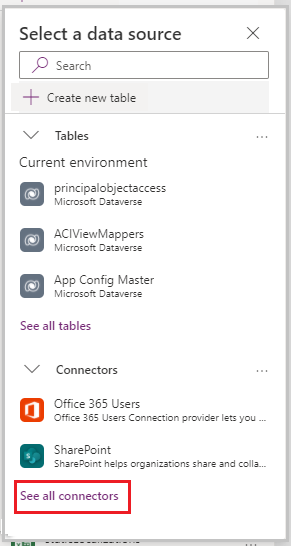 Select a data source
Search
Create new table
Tables
Current environment
principalobjectaccess
Microsoft Dataverse
ACIViewMappers
Microsoft Dataverse
App Config Master
Microsoft Dataverse
See all tables
Connectors
Office 365 Users
Office 365 Users Connection provider lets you ...
SharePoint
SharePoint helps organizations share and colla...
See all connectors